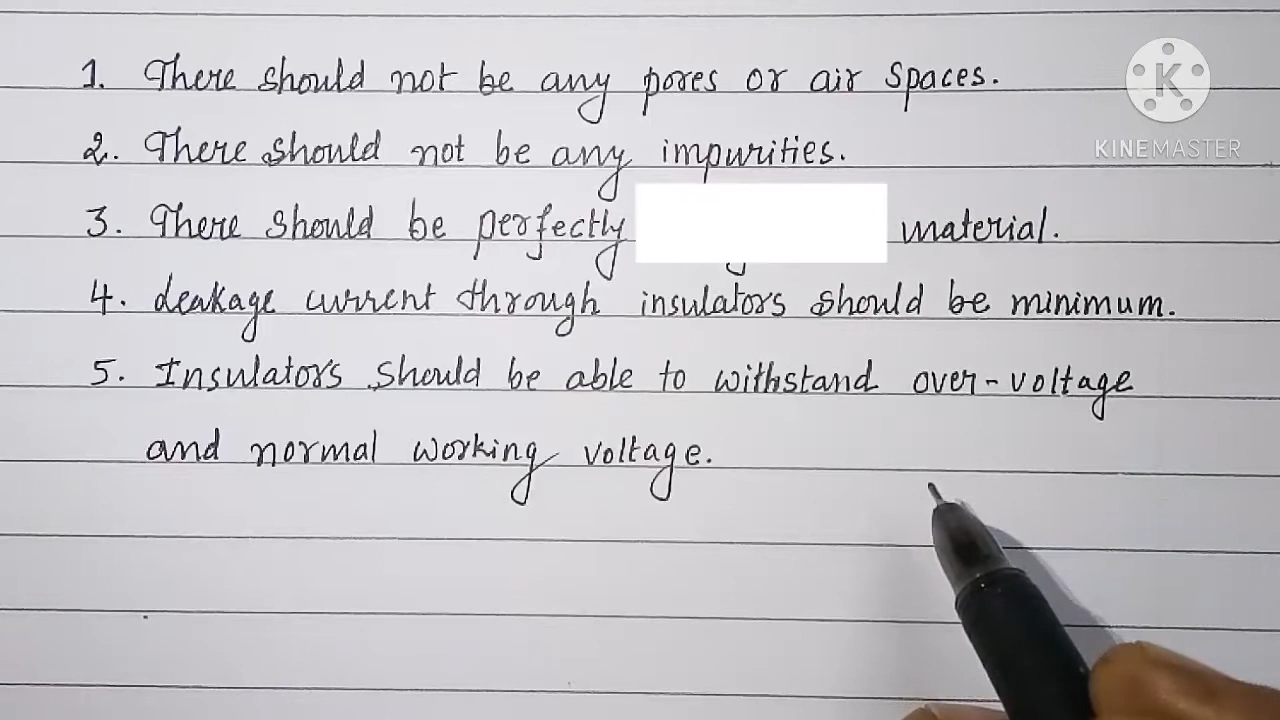 1. There should not be any pores or air spaces.
KINEMASTER
2. There should not be any impurities.
3. There should be perfectly material.
4. Leakage current through insulators should be minimum.
5. Insulators should be able to withstand over-voltage
and normal working voltage.